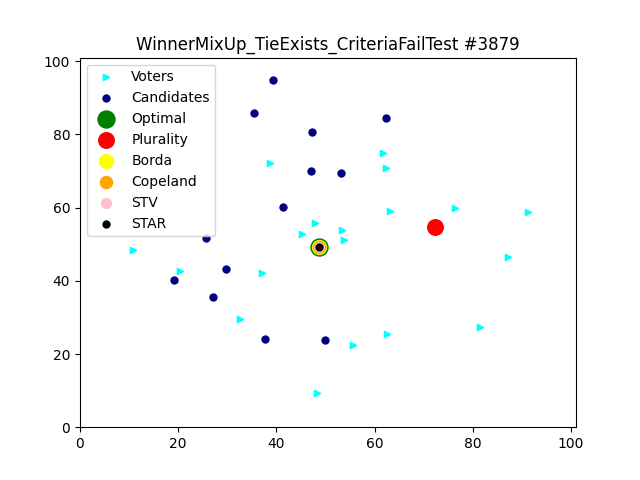 WinnerMixUp_TieExists_CriteriaFailTest #3879
100
80
60
40
20
0
0 20 40 60 80 100
Voters
Candidates
Optimal
Plurality
Borda
Copeland
STV
STAR